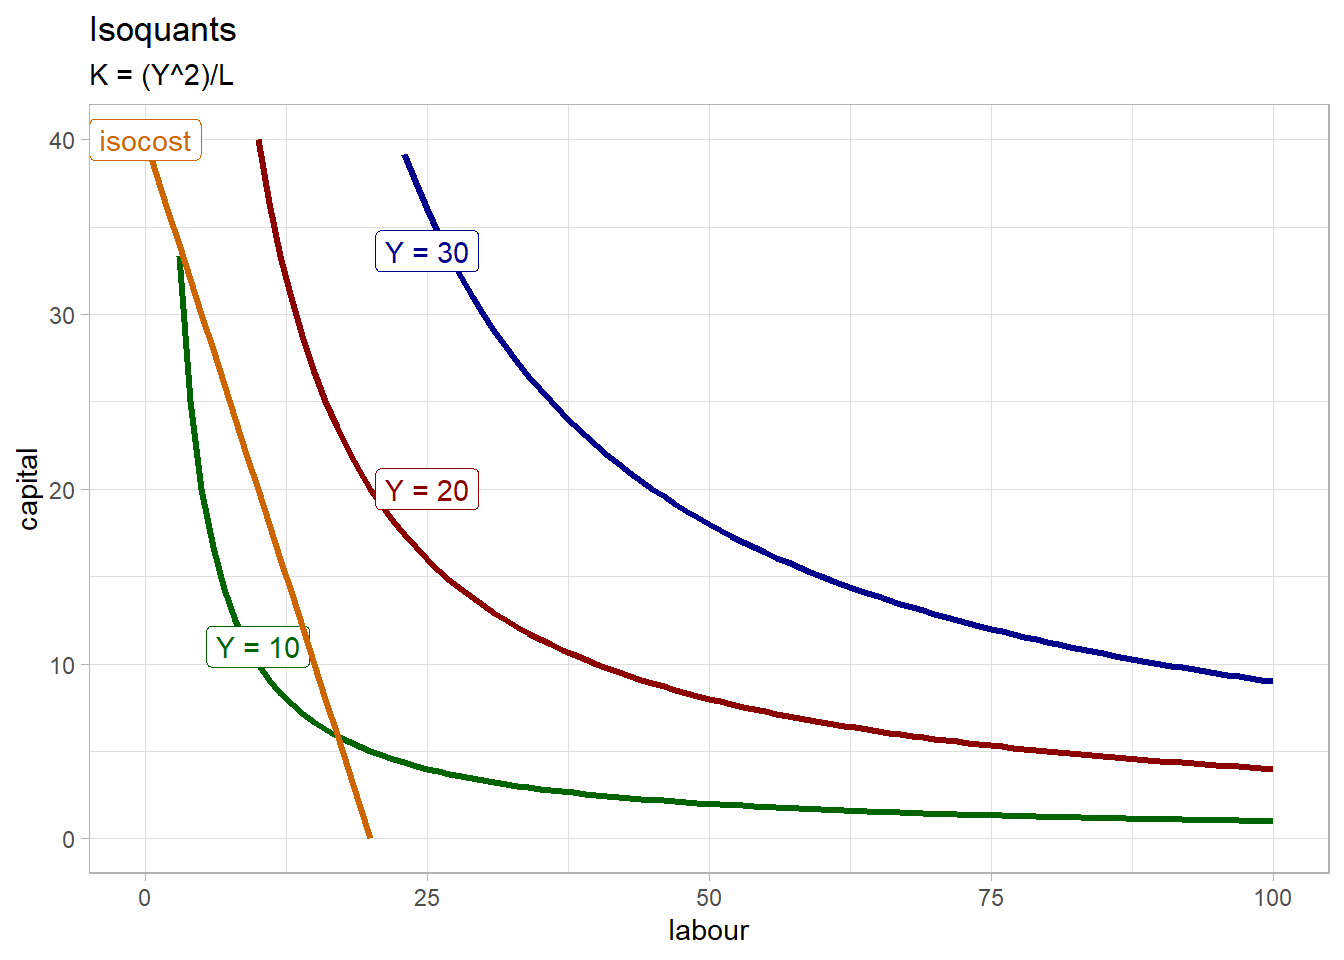 Isoquants
K = (Y^2)/L
isocost
Y = 30
Y = 20
Y = 10
40
30
20
10
0
capital
0
25
50
75
100
labour